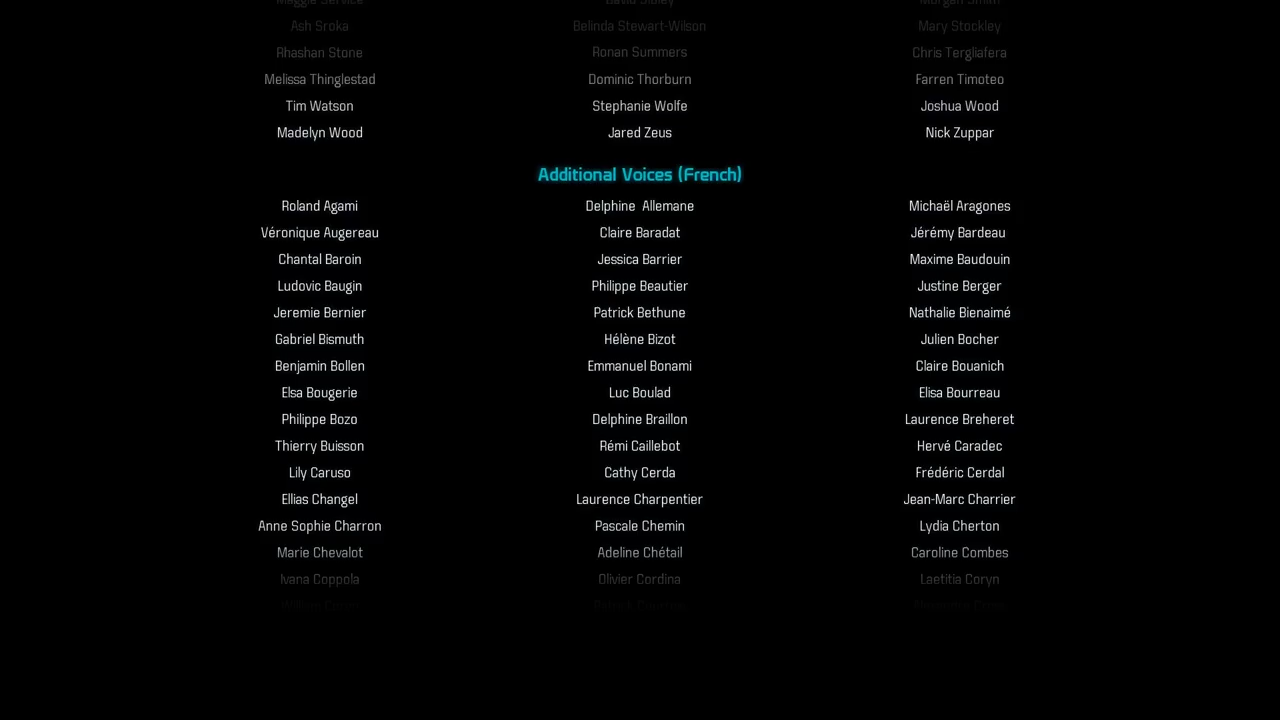 Ash Sroka Belinda Stewart-Wilson Mary Stockley
Rhashan Stone Ronan Summers Chris Tergliafera
Melissa Thinglestad Dominic Thorburn Farren Timoteo
Tim Watson Stephanie Wolfe Joshua Wood
Madelyn Wood Jared Zeus Nick Zuppar
Additional Voices (French)
Roland Agami Delphine Allemane Michaël Aragones
Véronique Augereau Claire Baradat Jérémy Bardeau
Chantal Baroin Jessica Barrier Maxime Baudouin
Ludovic Baugin Philippe Beautier Justine Berger
Jeremie Bernier Patrick Bethune Nathalie Bienaimé
Gabriel Bismuth Hélène Bizot Julien Bocher
Benjamin Bollen Emmanuel Bonami Claire Bouanich
Elsa Bougerie Luc Boulad Elisa Bourreau
Philippe Bozo Delphine Braillon Laurence Breheret
Thierry Buisson Rémi Caillebot Hervé Caradec
Lily Caruso Cathy Cerda Frédéric Cerdal
Ellias Changel Laurence Charpentier Jean-Marc Charrier
Anne Sophie Charron Pascale Chemin Lydia Cherton
Marie Chevalot Adeline Chétail Caroline Combes
Ivana Coppola Olivier Cordina Laetitia Coryn